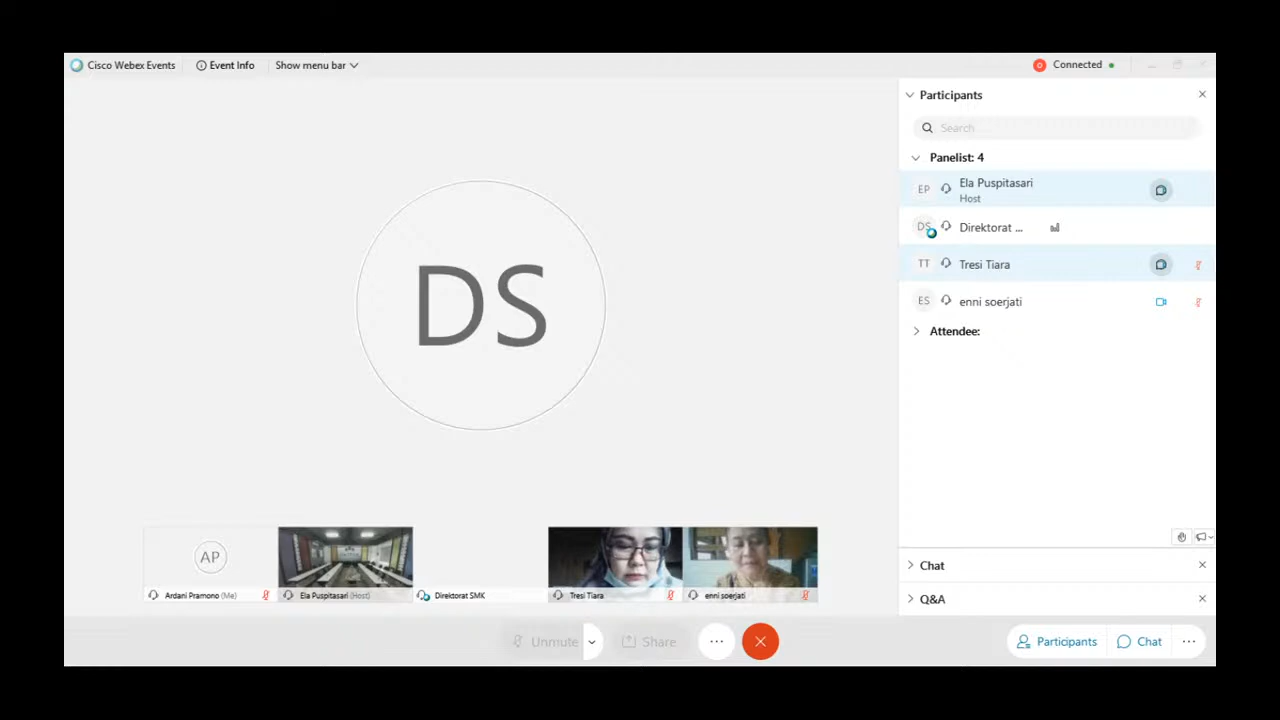 Cisco Webex Events
Event Info
Show menu bar
Connected
Participants
Search
Panelist: 4
EP
Ela Puspitasari
Host
DS
Direktorat ...
TT
Tresi Tiara
ES
enni soerjati
Attendee:
DS
AP
Ardani Pramono (Me)
Ela Puspitasari (Host)
Direktorat SMK
Tresi Tiara
enni soerjati
Chat
Q&A
Unmute
Share
Participants
Chat